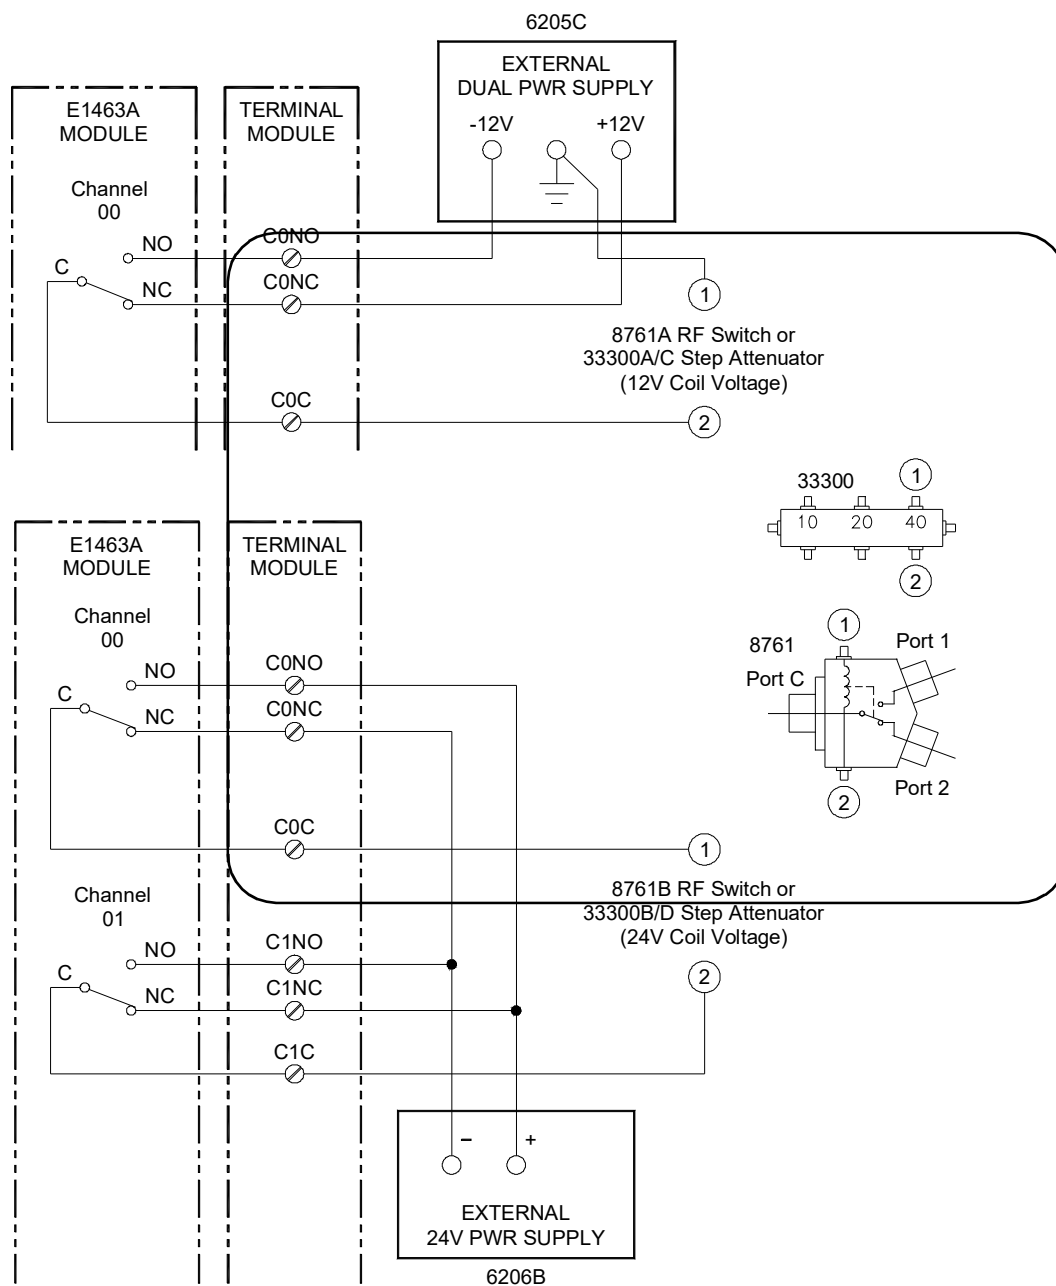 6205C
EXTERNAL
DUAL PWR SUPPLY
-12V
+12V
E1463A
MODULE
TERMINAL
MODULE
Channel
00
NO
C
NC
C0NO
C0NC
C0C
1
8761A RF Switch or
33300A/C Step Attenuator
(12V Coil Voltage)
2
33300
1
10 20 40
2
8761
1
Port 1
Port C
Port 2
2
E1463A
MODULE
TERMINAL
MODULE
Channel
00
NO
C
NC
C0NO
C0NC
C0C
1
8761B RF Switch or
33300B/D Step Attenuator
(24V Coil Voltage)
2
Channel
01
NO
C
NC
C1NO
C1NC
C1C
– +
EXTERNAL
24V PWR SUPPLY
6206B